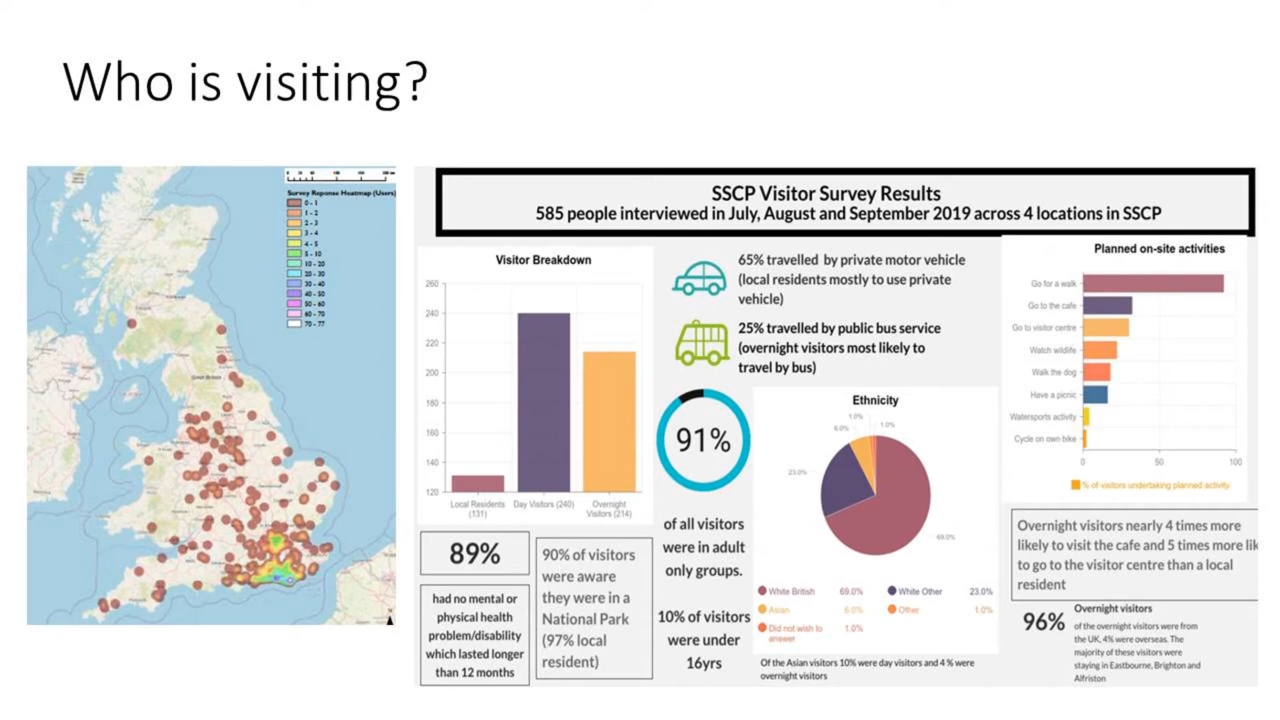 Who is visiting?
Survey Reponse Heatmap (Users)
0 - 1
1 - 2
2 - 3
3 - 4
4 - 5
5 - 10
10 - 20
20 - 30
30 - 40
40 - 50
50 - 60
60 - 70
70 - 77
Great Britain
SSCP Visitor Survey Results
585 people interviewed in July, August and September 2019 across 4 locations in SSCP
Visitor Breakdown
260
240
220
200
180
160
140
120
Local Residents
(131)
Day Visitors (240)
Overnight
Visitors (214)
65% travelled by private motor vehicle
(local residents mostly to use private
vehicle)
25% travelled by public bus service
(overnight visitors most likely to
travel by bus)
Planned on-site activities
Go for a walk
Go to the cafe
Go to visitor centre
Watch wildlife
Walk the dog
Have a picnic
Watersports activity
Cycle on own bike
0
50
100
% of visitors undertaking planned activity
91%
of all visitors
were in adult
only groups.
10% of visitors
were under
16yrs
Ethnicity
1.0%
1.0%
6.0%
23.0%
69.0%
White British 69.0%
White Other 23.0%
Asian 6.0%
Other 1.0%
Did not wish to
answer 1.0%
Of the Asian visitors 10% were day visitors and 4 % were
overnight visitors
89%
had no mental or
physical health
problem/disability
which lasted longer
than 12 months
90% of visitors
were aware
they were in a
National Park
(97% local
resident)
Overnight visitors nearly 4 times more
likely to visit the cafe and 5 times more lik
to go to the visitor centre than a local
resident
96%
Overnight visitors
of the overnight visitors were from
the UK, 4% were overseas. The
majority of these visitors were
staying in Eastbourne, Brighton and
Alfriston